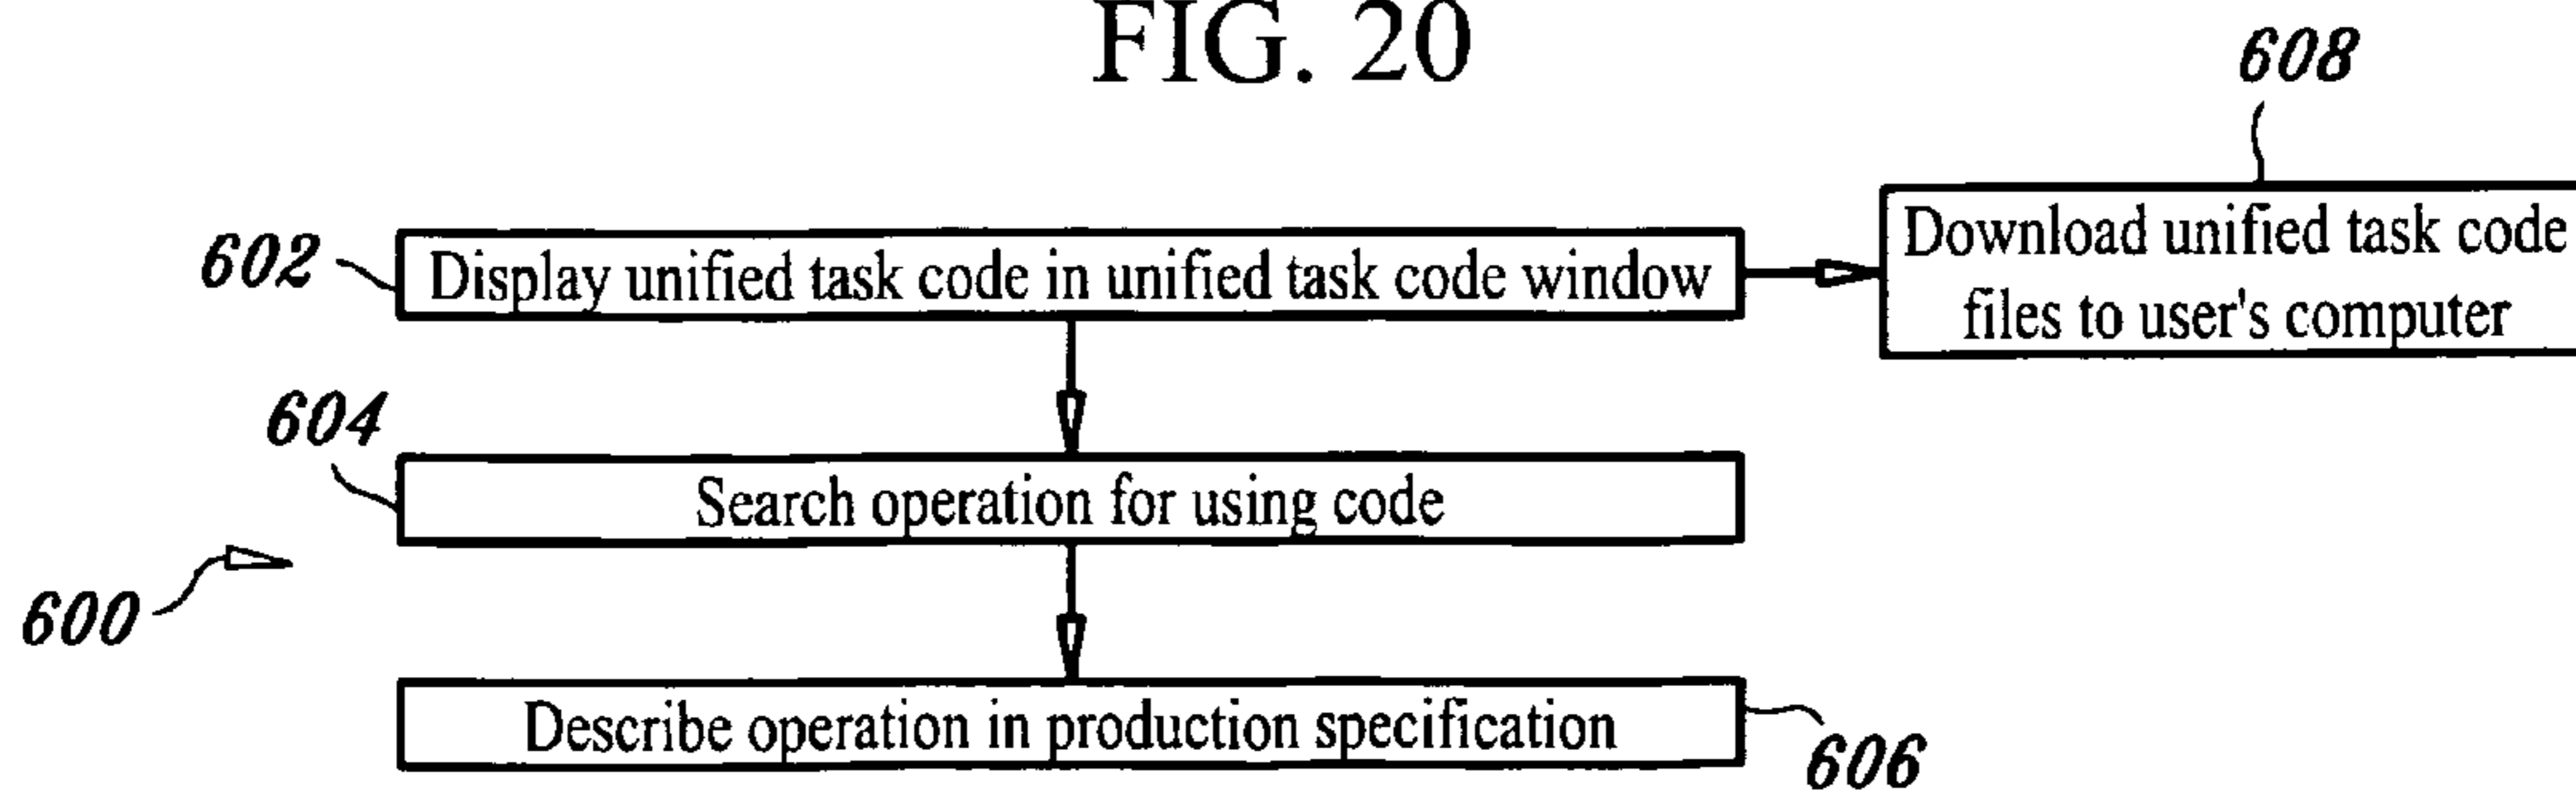 FIG. 20
608
602
Display unified task code in unified task code window
Download unified task code
files to user's computer
604
Search operation for using code
600
Describe operation in production specification
606